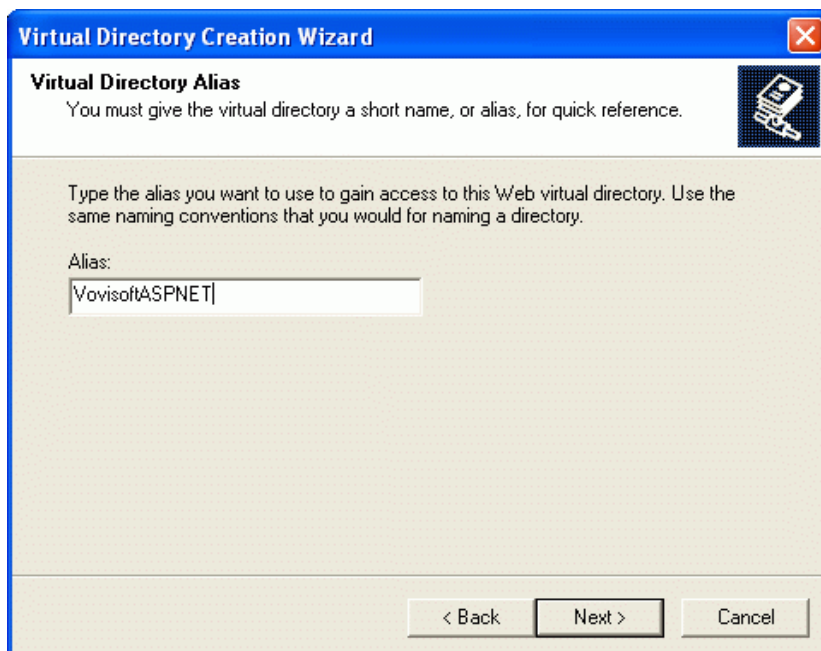 Virtual Directory Creation Wizard
Virtual Directory Alias
You must give the virtual directory a short name, or alias, for quick reference.
Type the alias you want to use to gain access to this Web virtual directory. Use the
same naming conventions that you would for naming a directory.
Alias:
VovisoftASPNET
< Back Next > Cancel